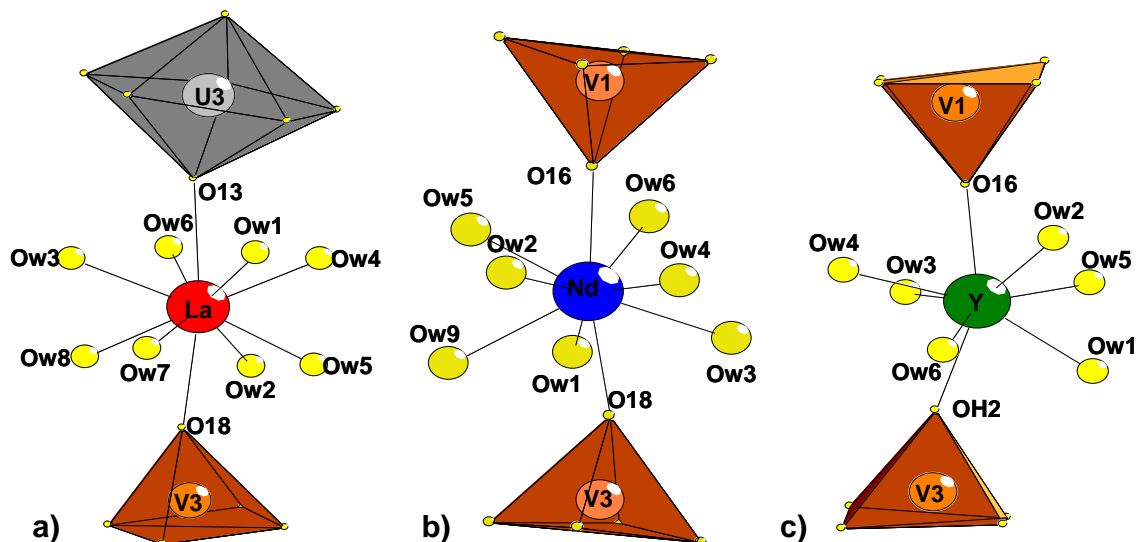 U3
O13
Ow6
Ow1
Ow3
Ow4
La
Ow8
Ow7
Ow2
Ow5
O18
V3
a)
V1
O16
Ow6
Ow5
Ow2
Ow4
Nd
Ow9
Ow1
Ow3
O18
V3
b)
V1
O16
Ow2
Ow4
Ow3
Ow5
Y
Ow1
Ow6
OH2
V3
c)